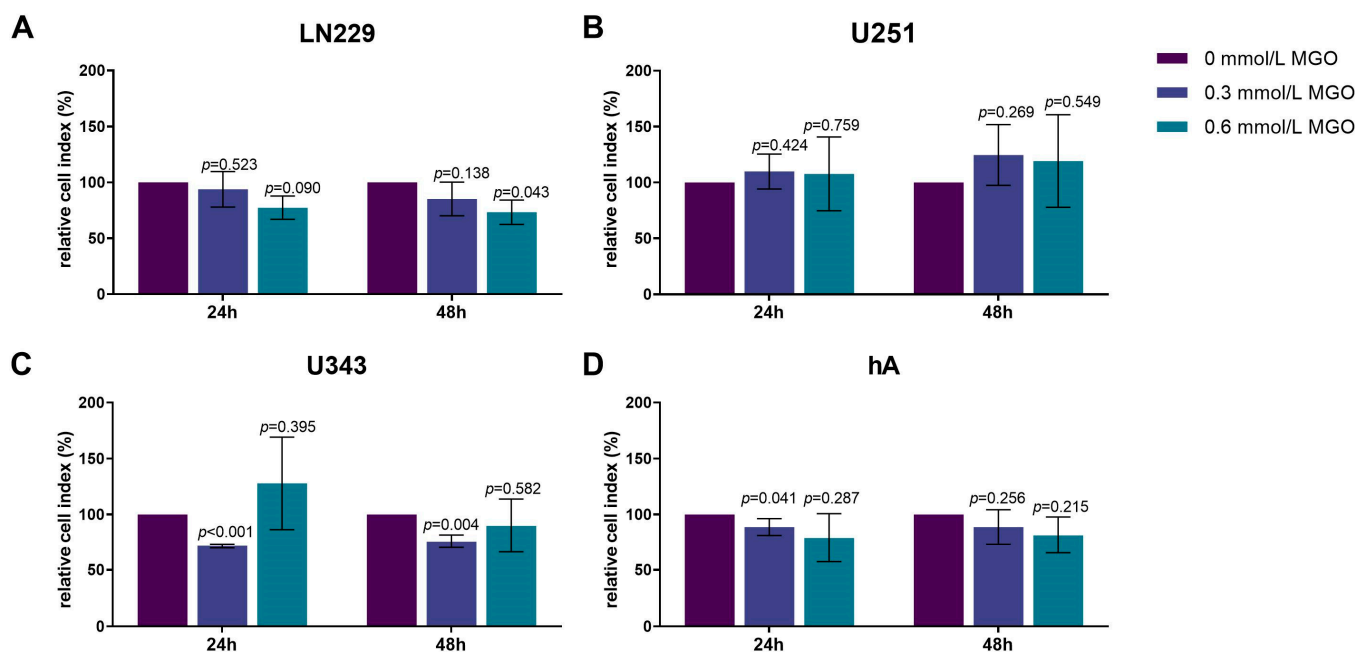 A
LN229
relative cell index (%)
200
150
100
50
0
p=0.523
p=0.090
p=0.138
p=0.043
24h
48h
B
U251
relative cell index (%)
200
150
100
50
0
p=0.424
p=0.759
p=0.269
p=0.549
24h
48h
0 mmol/L MGO
0.3 mmol/L MGO
0.6 mmol/L MGO
C
U343
relative cell index (%)
200
150
100
50
0
p<0.001
p=0.395
p=0.004
p=0.582
24h
48h
D
hA
relative cell index (%)
200
150
100
50
0
p=0.041
p=0.287
p=0.256
p=0.215
24h
48h